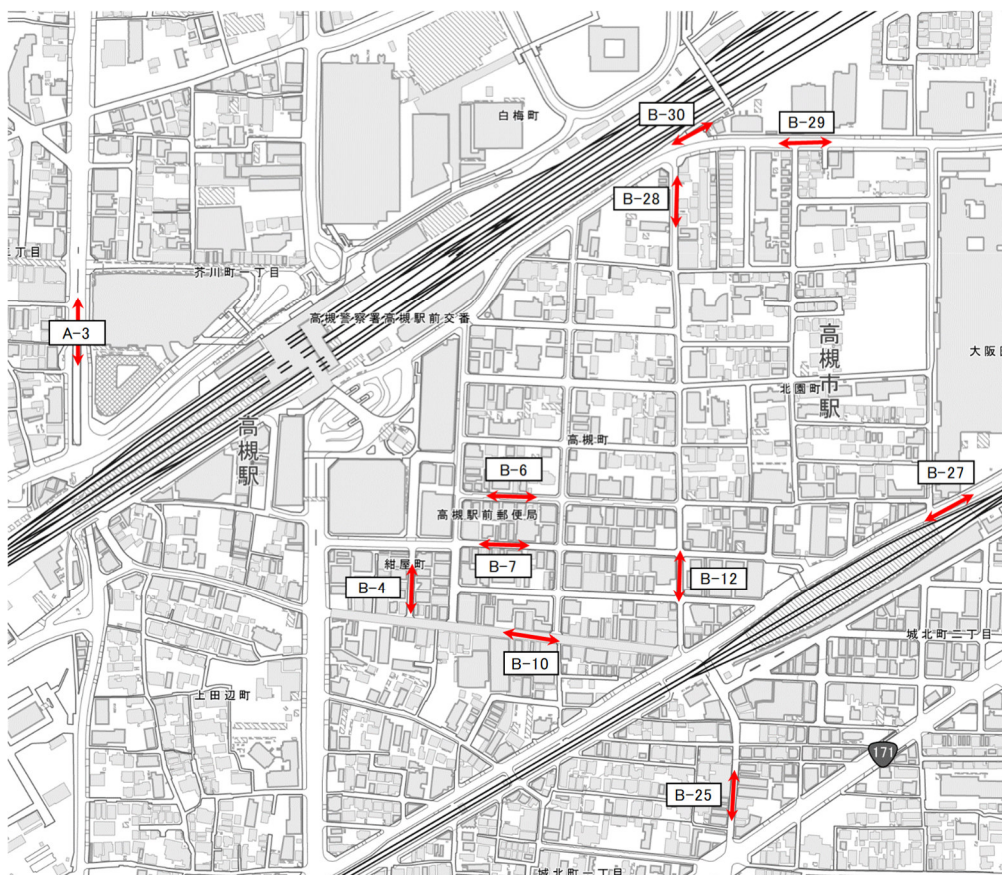 白梅町
B-30
B-29
B-28
三丁目
芥川町一丁目
高槻警察署高槻駅前交番
A-3
高槻市駅
大阪医
北園町
高槻町
高槻駅
B-6
B-27
高槻駅前郵便局
B-7
紺屋町
B-4
B-12
B-10
城北町二丁目
上田辺町
171
B-25
城北町一丁目